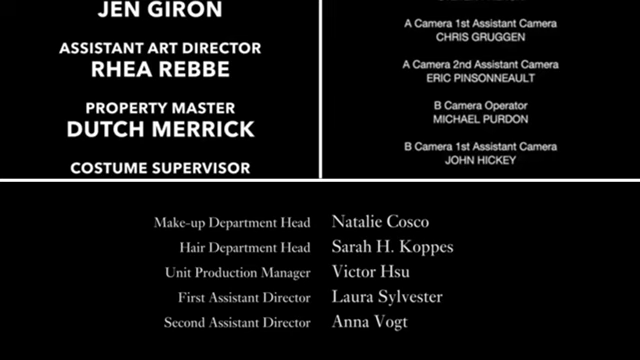 JEN GIRON
ASSISTANT ART DIRECTOR
RHEA REBBE
PROPERTY MASTER
DUTCH MERRICK
COSTUME SUPERVISOR
A Camera 1st Assistant Camera
CHRIS GRUGGEN
A Camera 2nd Assistant Camera
ERIC PINSONNEAULT
B Camera Operator
MICHAEL PURDON
B Camera 1st Assistant Camera
JOHN HICKEY
Make-up Department Head Natalie Cosco
Hair Department Head Sarah H. Koppes
Unit Production Manager Victor Hsu
First Assistant Director Laura Sylvester
Second Assistant Director Anna Vogt